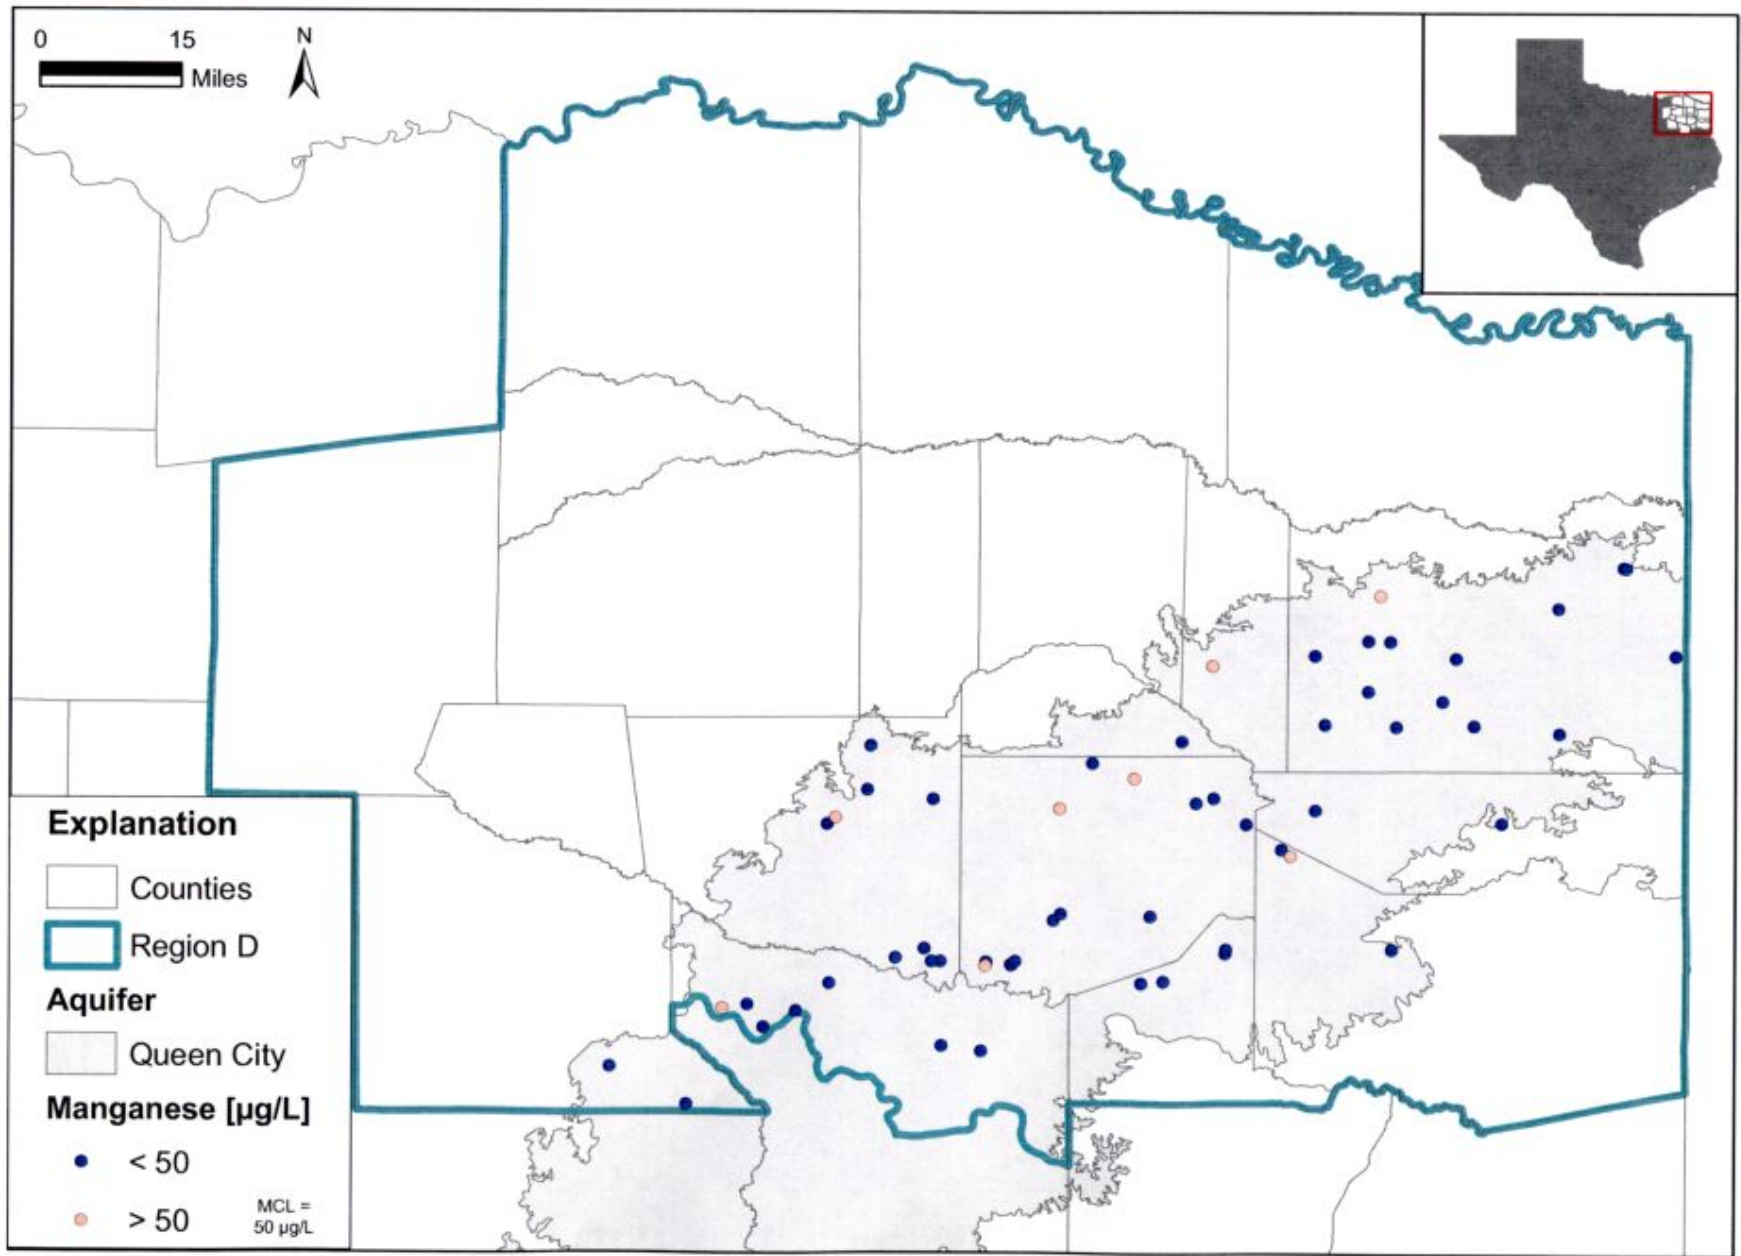 0 15
Miles
N
Explanation
Counties
Region D
Aquifer
Queen City
Manganese [µg/L]
< 50
> 50
MCL =
50 µg/L